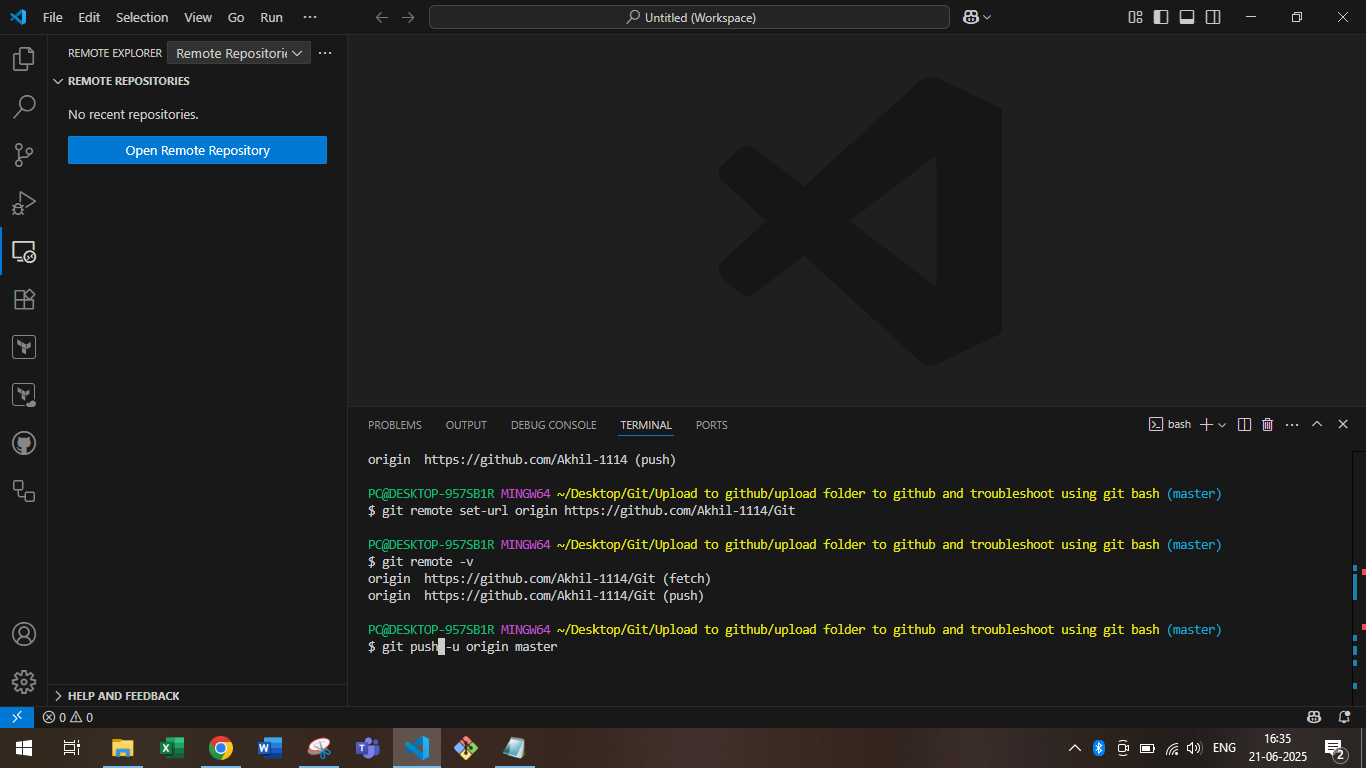 File Edit Selection View Go Run ···
Untitled (Workspace)
REMOTE EXPLORER Remote Repositorie ···
REMOTE REPOSITORIES
No recent repositories.
Open Remote Repository
HELP AND FEEDBACK
PROBLEMS OUTPUT DEBUG CONSOLE TERMINAL PORTS
bash
origin  https://github.com/Akhil-1114 (push)
PC@DESKTOP-957SB1R MINGW64 ~/Desktop/Git/Upload to github/upload folder to github and troubleshoot using git bash (master)
$ git remote set-url origin https://github.com/Akhil-1114/Git
PC@DESKTOP-957SB1R MINGW64 ~/Desktop/Git/Upload to github/upload folder to github and troubleshoot using git bash (master)
$ git remote -v
origin  https://github.com/Akhil-1114/Git (fetch)
origin  https://github.com/Akhil-1114/Git (push)
PC@DESKTOP-957SB1R MINGW64 ~/Desktop/Git/Upload to github/upload folder to github and troubleshoot using git bash (master)
$ git push -u origin master
0 0
ENG
16:35
21-06-2025
2